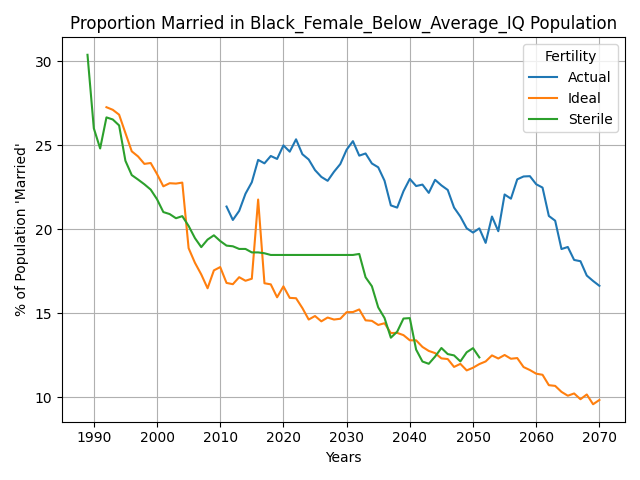 Proportion Married in Black_Female_Below_Average_IQ Population
Fertility
Actual
Ideal
Sterile
% of Population 'Married'
30
25
20
15
10
1990 2000 2010 2020 2030 2040 2050 2060 2070
Years